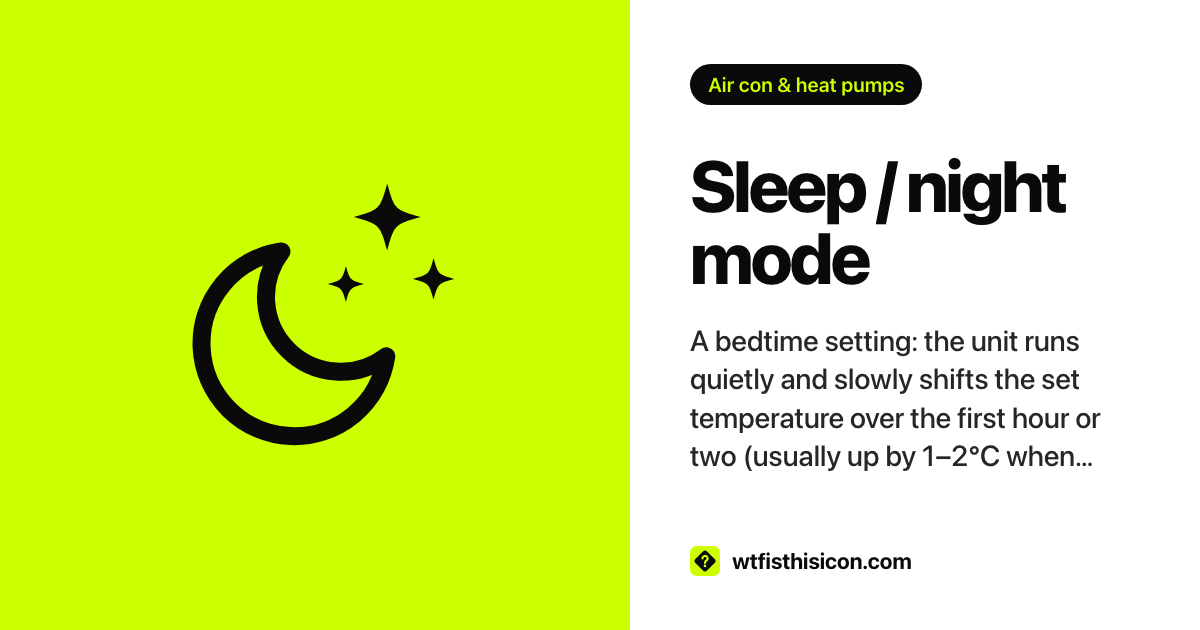 Air con & heat pumps
Sleep / night
mode
A bedtime setting: the unit runs
quietly and slowly shifts the set
temperature over the first hour or
two (usually up by 1–2°C when…
?
wtfisthisicon.com